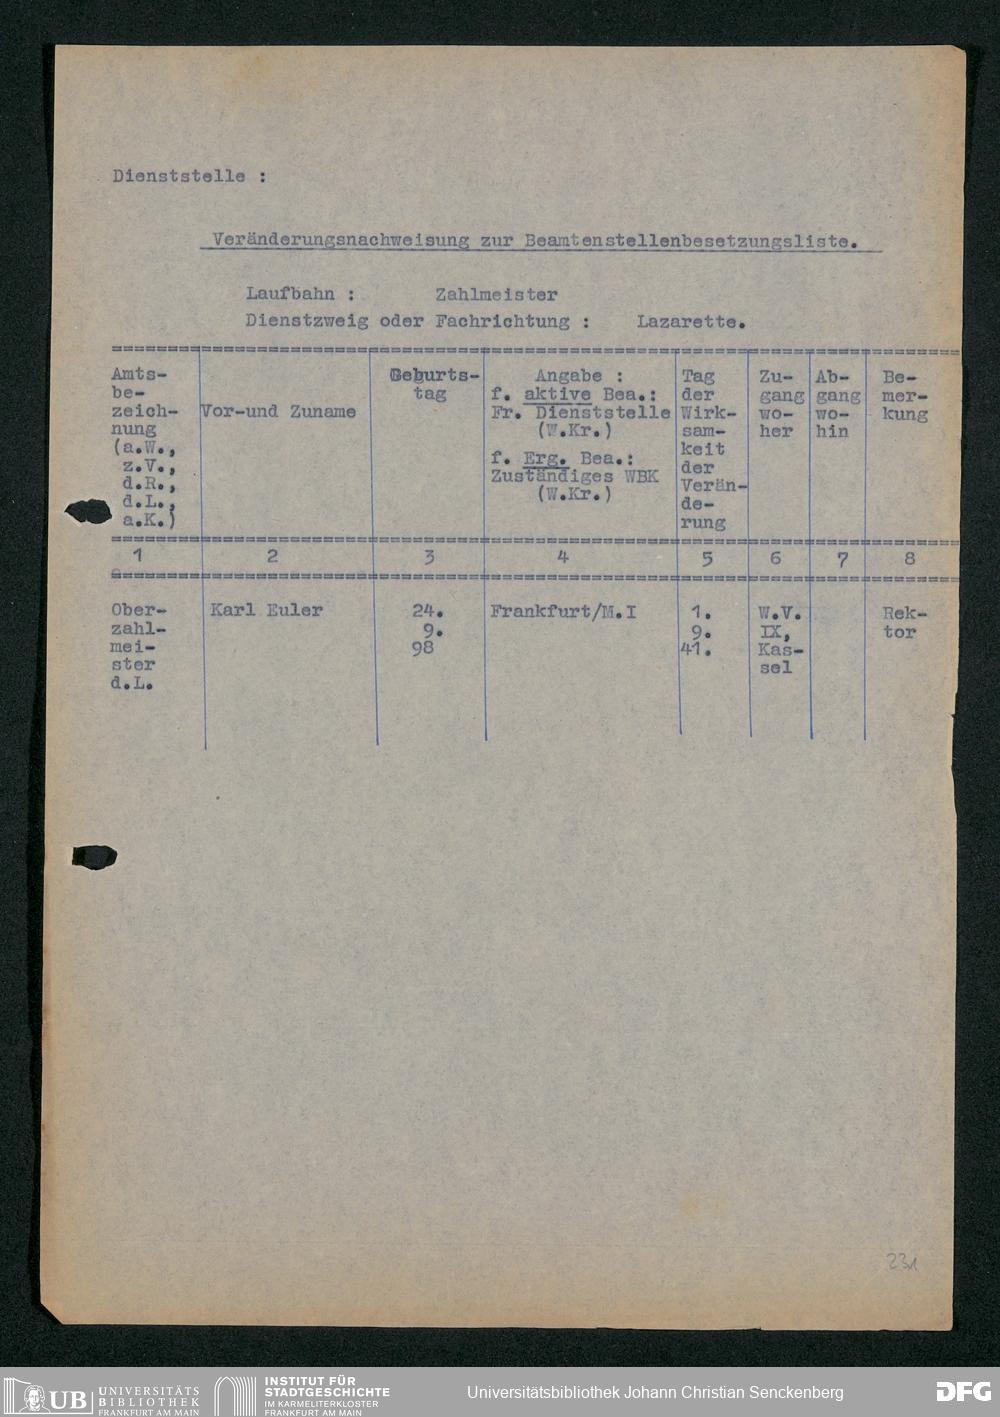 Dienststelle :
Veränderungsnachweisung zur Beamtenstellenbesetzungsliste.
Laufbahn : Zahlmeister
Dienstzweig oder Fachrichtung : Lazarette.
Amts-
be-
zeich-
nung
(a.W.,
z.V.,
d.R.,
d.L.,
a.K.)
Vor-und Zuname
Geburts-
tag
Angabe :
f. aktive Bea.:
Fr. Dienststelle
(W.Kr.)
f. Erg. Bea.:
Zuständiges WBK
(W.Kr.)
Tag
der
Wirk-
sam-
keit
der
Verän-
de-
rung
Zu-
gang
wo-
her
Ab-
gang
wo-
hin
Be-
mer-
kung
1 2 3 4 5 6 7 8
Ober-
zahl-
mei-
ster
d.L.
Karl Euler
24.
9.
98
Frankfurt/M.I
1.
9.
41.
W.V.
IX,
Kas-
sel
Rek-
tor
231
UB UNIVERSITÄTS
BIBLIOTHEK
FRANKFURT AM MAIN
INSTITUT FÜR
STADTGESCHICHTE
IM KARMELITERKLOSTER
FRANKFURT AM MAIN
Universitätsbibliothek Johann Christian Senckenberg
DFG